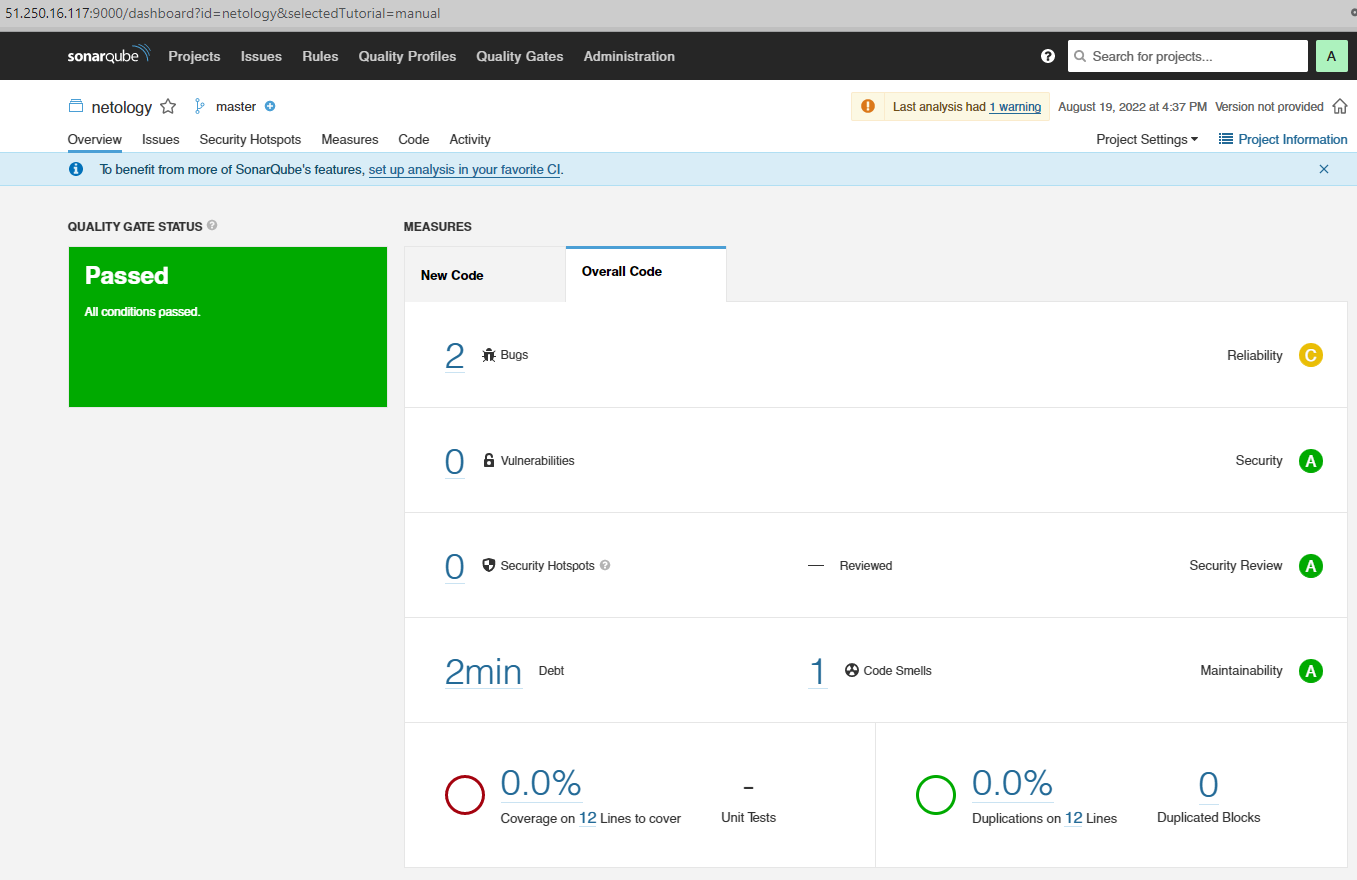 51.250.16.117:9000/dashboard?id=netology&selectedTutorial=manual
sonarqube Projects Issues Rules Quality Profiles Quality Gates Administration ? Search for projects... A
netology master Last analysis had 1 warning August 19, 2022 at 4:37 PM Version not provided
Overview Issues Security Hotspots Measures Code Activity Project Settings Project Information
To benefit from more of SonarQube's features, set up analysis in your favorite CI.
QUALITY GATE STATUS ? MEASURES
Passed
All conditions passed.
New Code Overall Code
2 Bugs Reliability C
0 Vulnerabilities Security A
0 Security Hotspots ? — Reviewed Security Review A
2min Debt 1 Code Smells Maintainability A
0.0% - 0.0% 0
Coverage on 12 Lines to cover Unit Tests Duplications on 12 Lines Duplicated Blocks